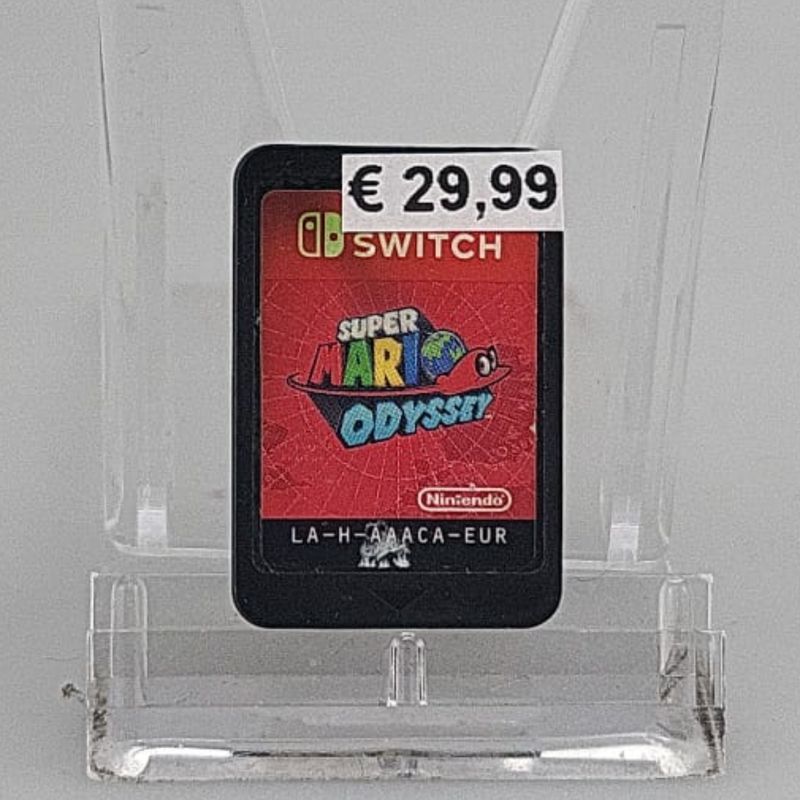 € 29,99
SWITCH
SUPER
MARIO
ODYSSEY
Nintendo
LA-H-AAACA-EUR